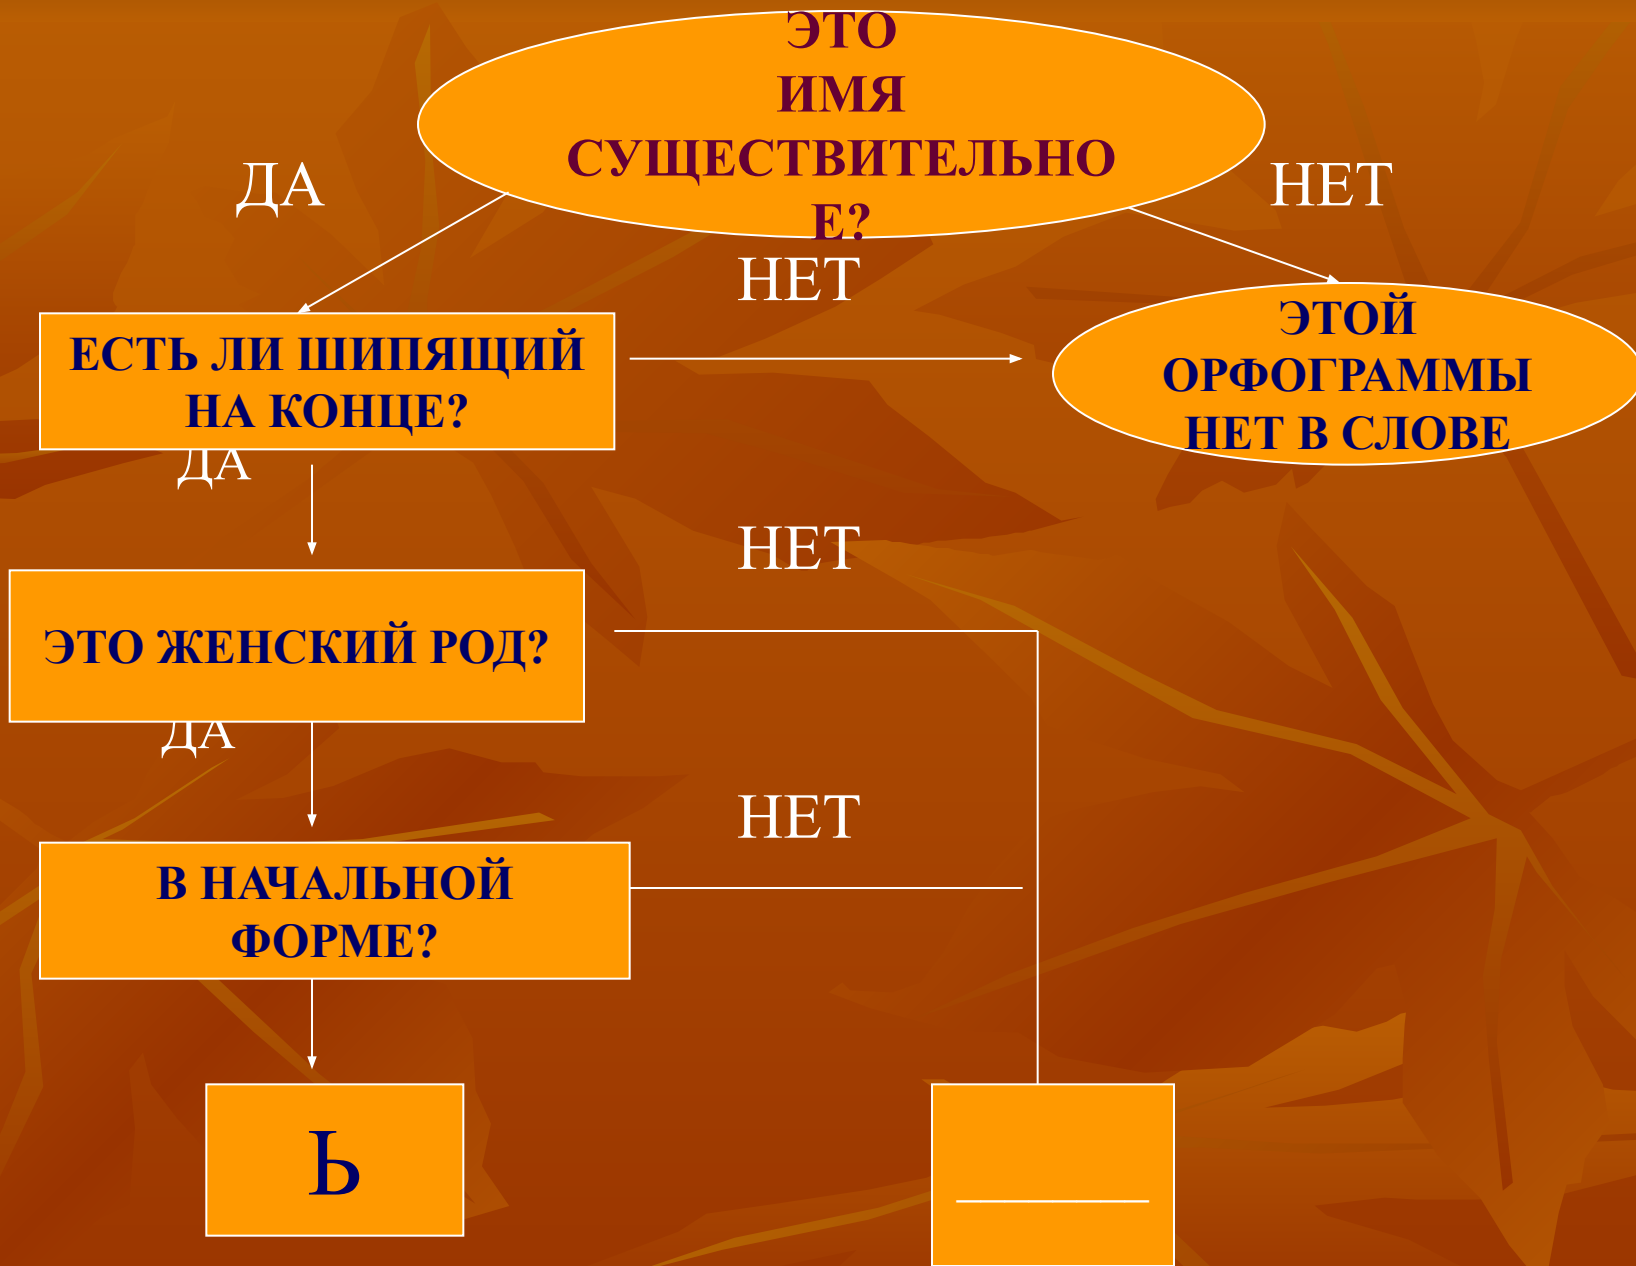 ЭТО
ИМЯ
СУЩЕСТВИТЕЛЬНО
Е?
ДА
НЕТ
НЕТ
ЕСТЬ ЛИ ШИПЯЩИЙ
НА КОНЦЕ?
ЭТОЙ
ОРФОГРАММЫ
НЕТ В СЛОВЕ
ДА
НЕТ
ЭТО ЖЕНСКИЙ РОД?
ДА
НЕТ
В НАЧАЛЬНОЙ
ФОРМЕ?
Ь